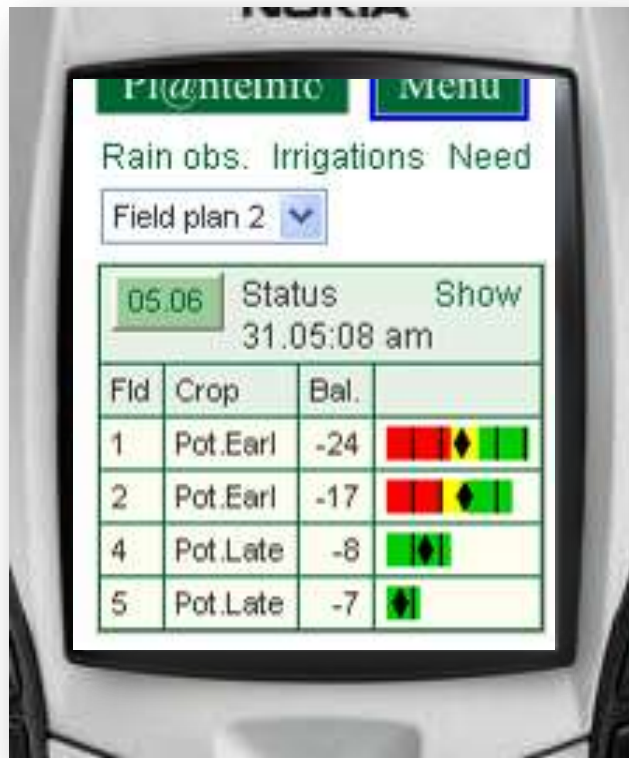 NOKIA
Pl@nteInfo Menu
Rain obs. Irrigations Need
Field plan 2
05.06 Status Show
31.05:08 am
Fld Crop Bal.
1 Pot.Earl -24
2 Pot.Earl -17
4 Pot.Late -8
5 Pot.Late -7